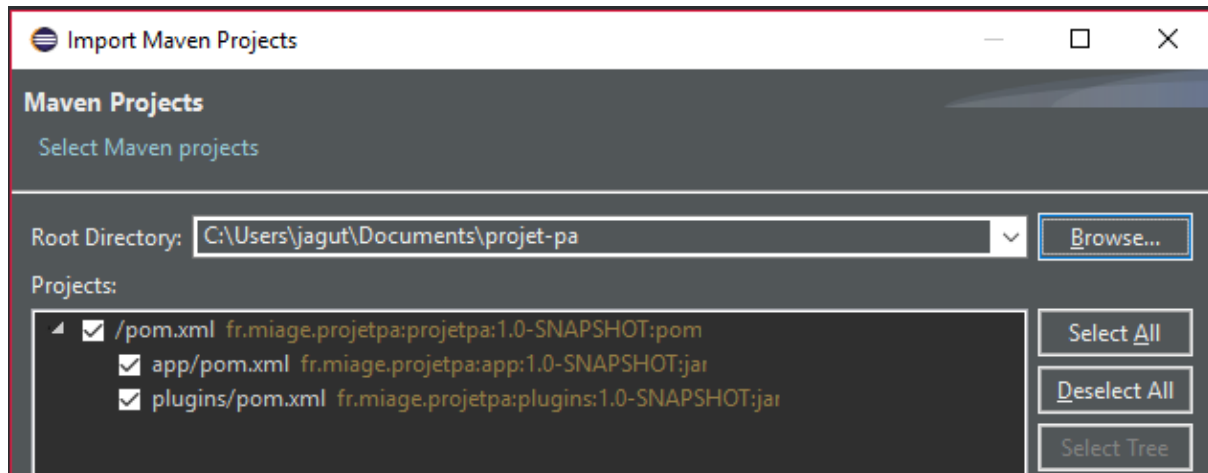 Import Maven Projects
Maven Projects
Select Maven projects
Root Directory: C:\Users\jagut\Documents\projet-pa Browse...
Projects:
/pom.xml fr.miage.projetpa:projetpa:1.0-SNAPSHOT:pom
app/pom.xml fr.miage.projetpa:app:1.0-SNAPSHOT:jar
plugins/pom.xml fr.miage.projetpa:plugins:1.0-SNAPSHOT:jar
Select All
Deselect All
Select Tree